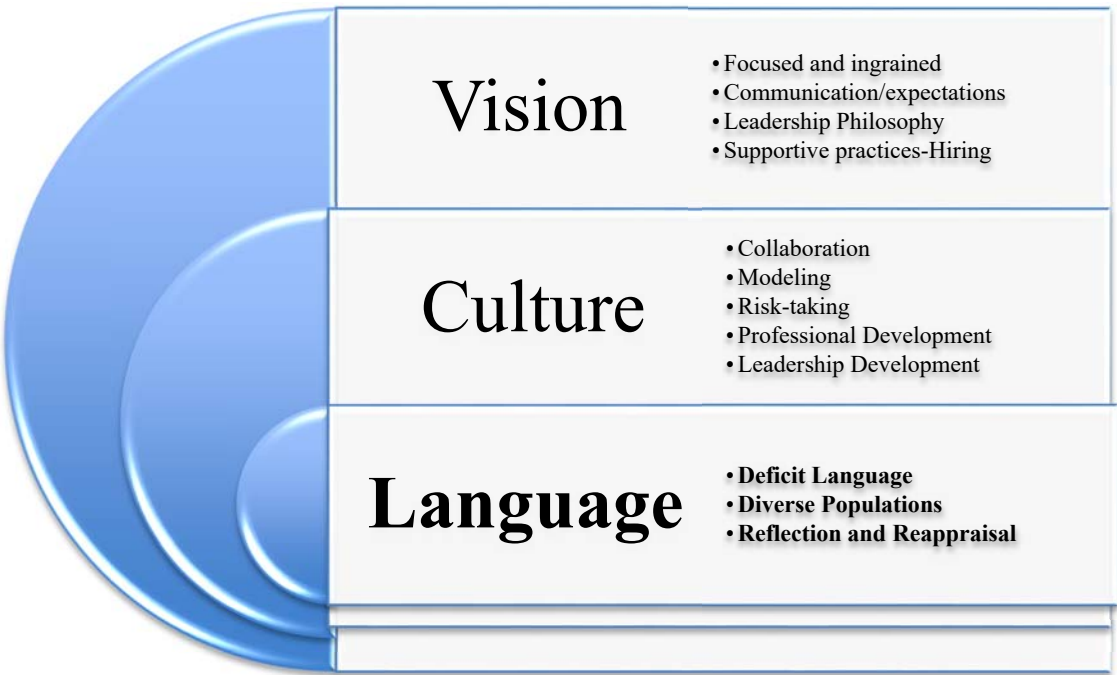 Vision
• Focused and ingrained
• Communication/expectations
• Leadership Philosophy
• Supportive practices-Hiring
Culture
• Collaboration
• Modeling
• Risk-taking
• Professional Development
• Leadership Development
Language
• Deficit Language
• Diverse Populations
• Reflection and Reappraisal